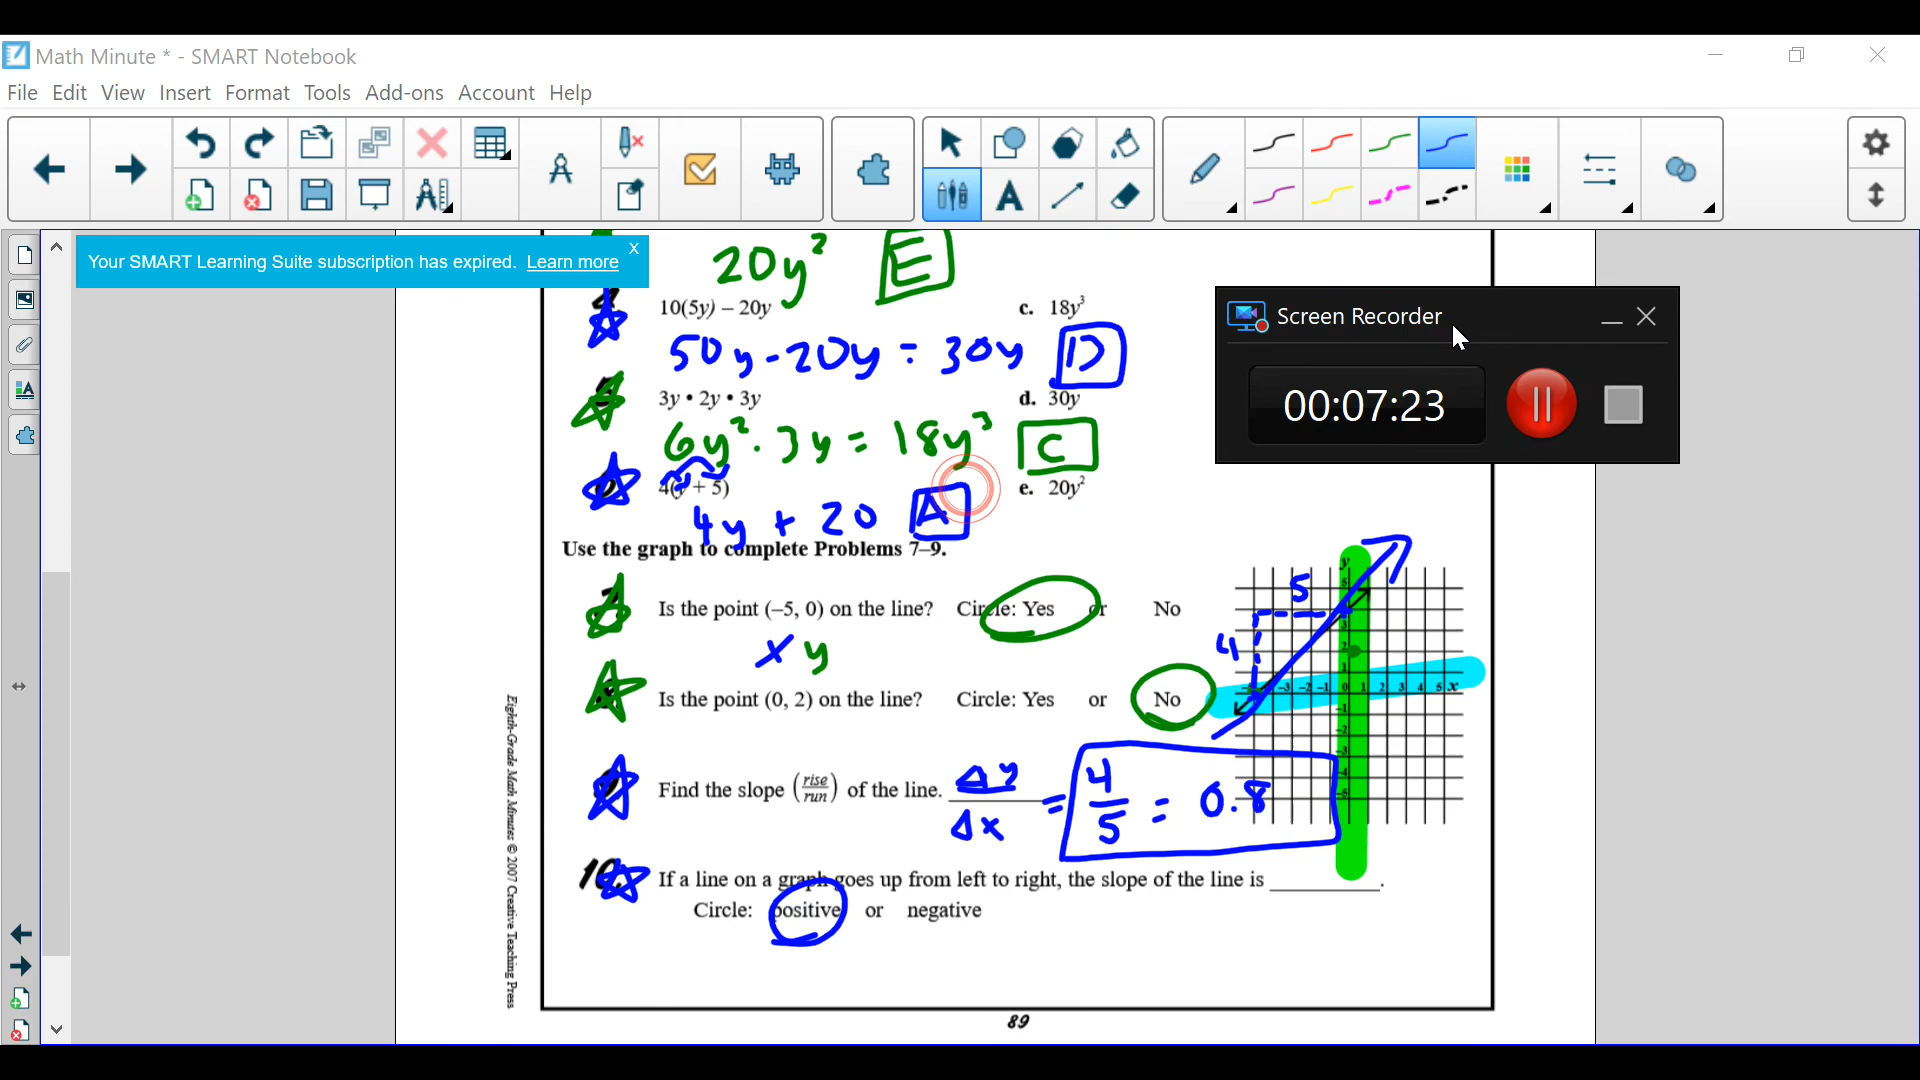 Math Minute * - SMART Notebook
File Edit View Insert Format Tools Add-ons Account Help
Your SMART Learning Suite subscription has expired. Learn more X
20y² E
10(5y) – 20y c. 18y³
50y - 20y = 30y D
3y • 2y • 3y d. 30y
6y² · 3y = 18y³ C
4(y + 5) e. 20y²
4y + 20 A
Screen Recorder
00:07:23
Use the graph to complete Problems 7–9.
Is the point (–5, 0) on the line? Circle: Yes or No
x y
Is the point (0, 2) on the line? Circle: Yes or No
Find the slope (rise/run) of the line. Δy/Δx = 4/5 = 0.8
5
4
10. If a line on a graph goes up from left to right, the slope of the line is ____.
Circle: positive or negative
Eighth-Grade Math Minutes © 2007 Creative Teaching Press
89